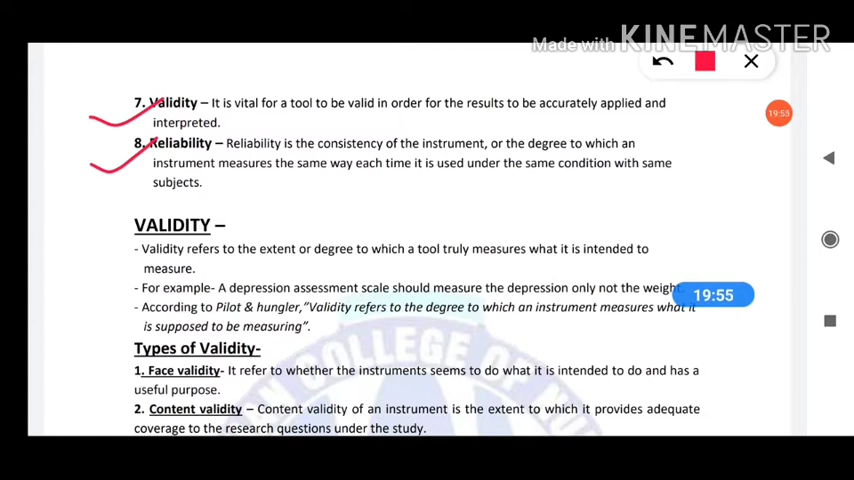 Made with KINEMASTER
7. Validity – It is vital for a tool to be valid in order for the results to be accurately applied and
interpreted.
19:55
8. Reliability – Reliability is the consistency of the instrument, or the degree to which an
instrument measures the same way each time it is used under the same condition with same
subjects.
VALIDITY –
- Validity refers to the extent or degree to which a tool truly measures what it is intended to
measure.
- For example- A depression assessment scale should measure the depression only not the weight.
19:55
- According to Pilot & hungler,"Validity refers to the degree to which an instrument measures what it
is supposed to be measuring".
Types of Validity-
1. Face validity- It refer to whether the instruments seems to do what it is intended to do and has a
useful purpose.
2. Content validity – Content validity of an instrument is the extent to which it provides adequate
coverage to the research questions under the study.
COLLEGE OF